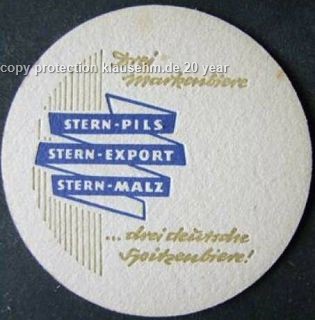 copy protection klausehm.de 20 year
Drei
Markenbiere
STERN-PILS
STERN-EXPORT
STERN-MALZ
...drei deutsche
Spitzenbiere!